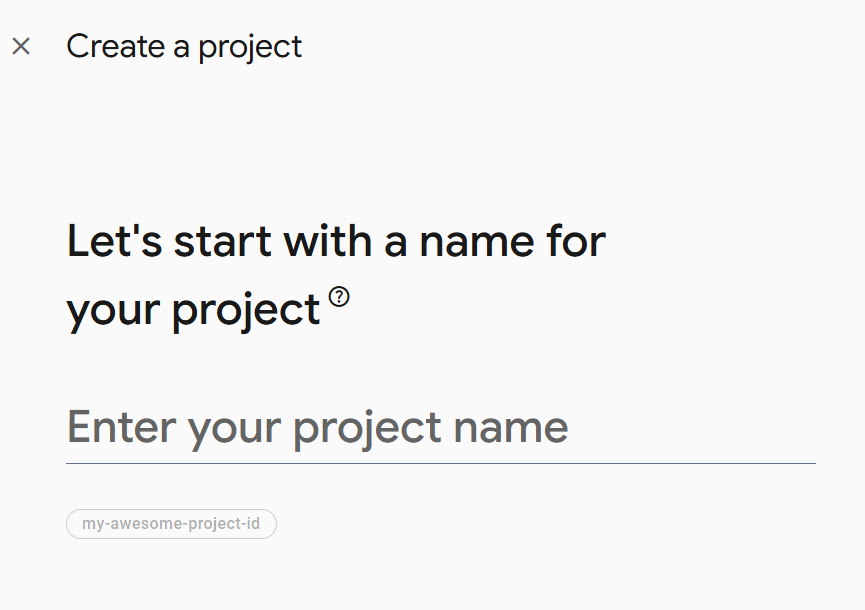 Create a project
Let's start with a name for
your project ?
Enter your project name
my-awesome-project-id